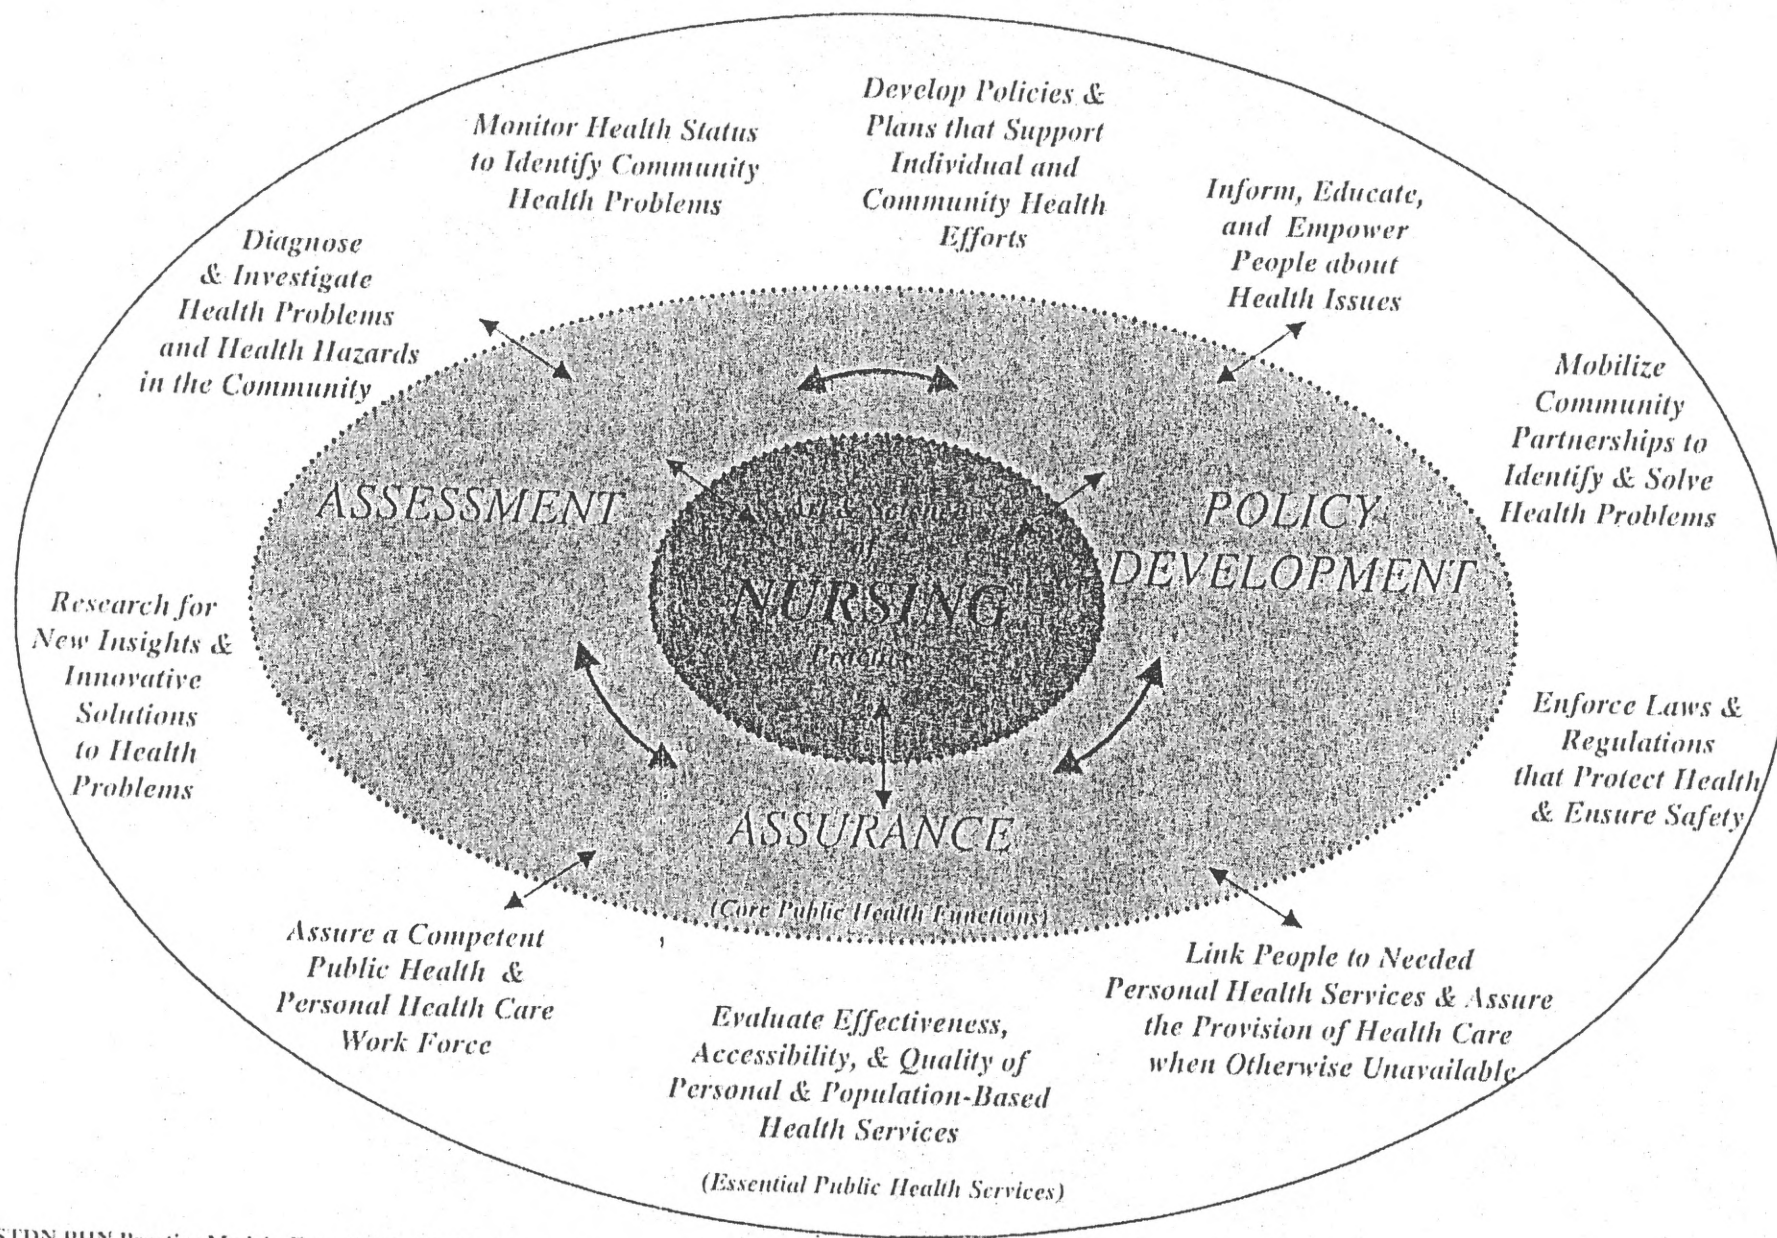 Develop Policies &
Plans that Support
Individual and
Community Health
Efforts
Monitor Health Status
to Identify Community
Health Problems
Inform, Educate,
and Empower
People about
Health Issues
Diagnose
& Investigate
Health Problems
and Health Hazards
in the Community
Mobilize
Community
Partnerships to
Identify & Solve
Health Problems
ASSESSMENT
Art & Science
of
NURSING
Practice
POLICY
DEVELOPMENT
Research for
New Insights &
Innovative
Solutions
to Health
Problems
Enforce Laws &
Regulations
that Protect Health
& Ensure Safety
ASSURANCE
(Core Public Health Functions)
Assure a Competent
Public Health &
Personal Health Care
Work Force
Link People to Needed
Personal Health Services & Assure
the Provision of Health Care
when Otherwise Unavailable
Evaluate Effectiveness,
Accessibility, & Quality of
Personal & Population-Based
Health Services
(Essential Public Health Services)
PHN Practice